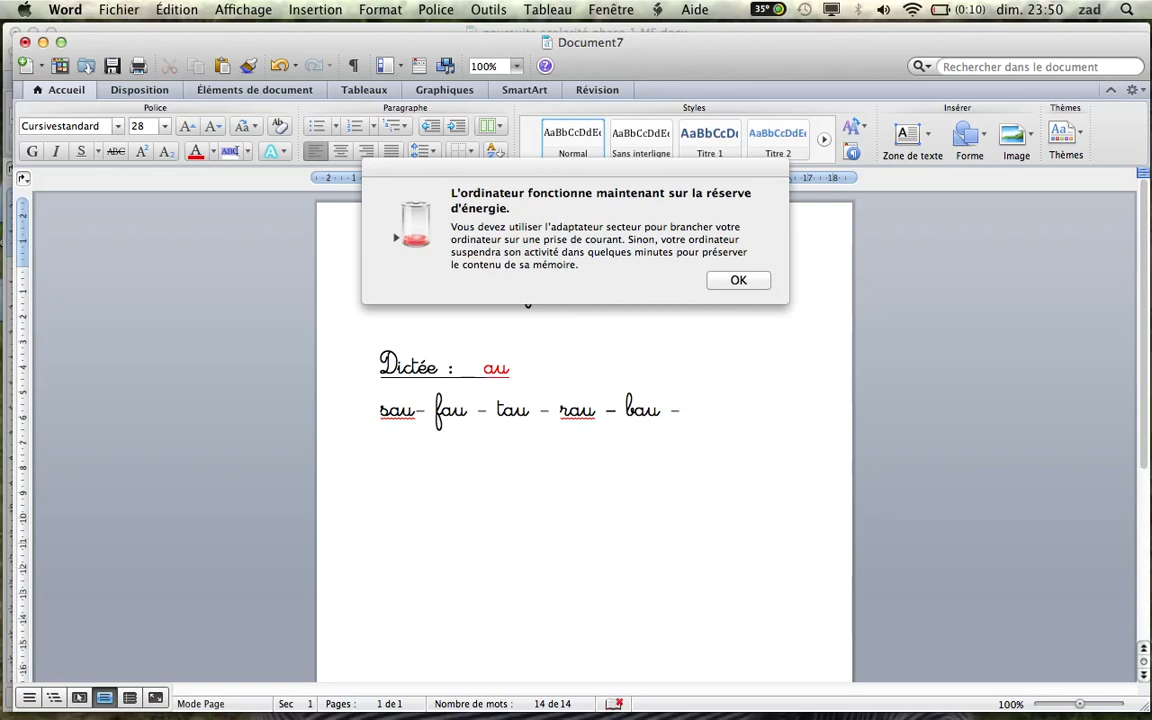 Word Fichier Édition Affichage Insertion Format Police Outils Tableau Fenêtre Aide 35° (0:10) dim. 23:50 zad
Document7
100% Rechercher dans le document
Accueil Disposition Éléments de document Tableaux Graphiques SmartArt Révision
Police Paragraphe Styles Insérer Thèmes
Cursivestandard 28 AaBbCcDdEe AaBbCcDdEe AaBbCcDc AaBbCcDdEe
G I S ABC A² A₂ A ABC A Normal Sans interligne Titre 1 Titre 2 Zone de texte Forme Image Thèmes
L'ordinateur fonctionne maintenant sur la réserve
d'énergie.
Vous devez utiliser l'adaptateur secteur pour brancher votre
ordinateur sur une prise de courant. Sinon, votre ordinateur
suspendra son activité dans quelques minutes pour préserver
le contenu de sa mémoire.
OK
Dictée : au
sau- fau - tau - rau - bau -
Mode Page Sec 1 Pages : 1 de 1 Nombre de mots : 14 de 14 100%